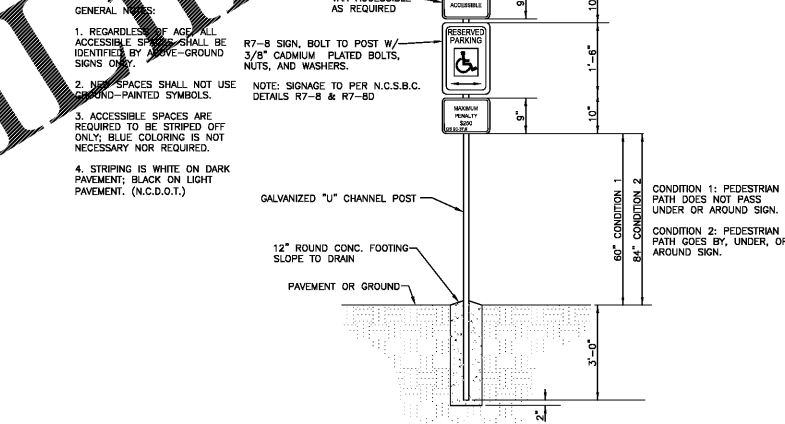 GENERAL NOTES:
1. REGARDLESS OF AGE, ALL
ACCESSIBLE SPACES SHALL BE
IDENTIFIED BY ABOVE-GROUND
SIGNS ONLY.
2. NEW SPACES SHALL NOT USE
GROUND-PAINTED SYMBOLS.
3. ACCESSIBLE SPACES ARE
REQUIRED TO BE STRIPED OFF
ONLY; BLUE COLORING IS NOT
NECESSARY NOR REQUIRED.
4. STRIPING IS WHITE ON DARK
PAVEMENT; BLACK ON LIGHT
PAVEMENT. (N.C.D.O.T.)
AS REQUIRED
R7-8 SIGN, BOLT TO POST W/
3/8" CADMIUM PLATED BOLTS,
NUTS, AND WASHERS.
NOTE: SIGNAGE TO PER N.C.S.B.C.
DETAILS R7-8 & R7-8D
GALVANIZED "U" CHANNEL POST
12" ROUND CONC. FOOTING
SLOPE TO DRAIN
PAVEMENT OR GROUND
ACCESSIBLE
RESERVED
PARKING
MAXIMUM
PENALTY
$250
9"
10"
1'-6"
9"
10"
60" CONDITION 1
84" CONDITION 2
3'-0"
2"
CONDITION 1: PEDESTRIAN
PATH DOES NOT PASS
UNDER OR AROUND SIGN.
CONDITION 2: PEDESTRIAN
PATH GOES BY, UNDER, OR
AROUND SIGN.